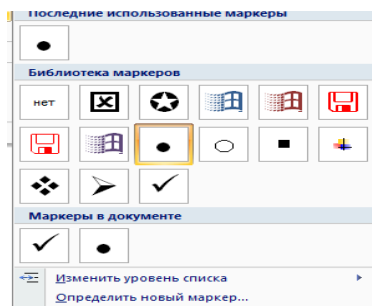 Последние использованные маркеры
Библиотека маркеров
нет
Маркеры в документе
Изменить уровень списка
Определить новый маркер...